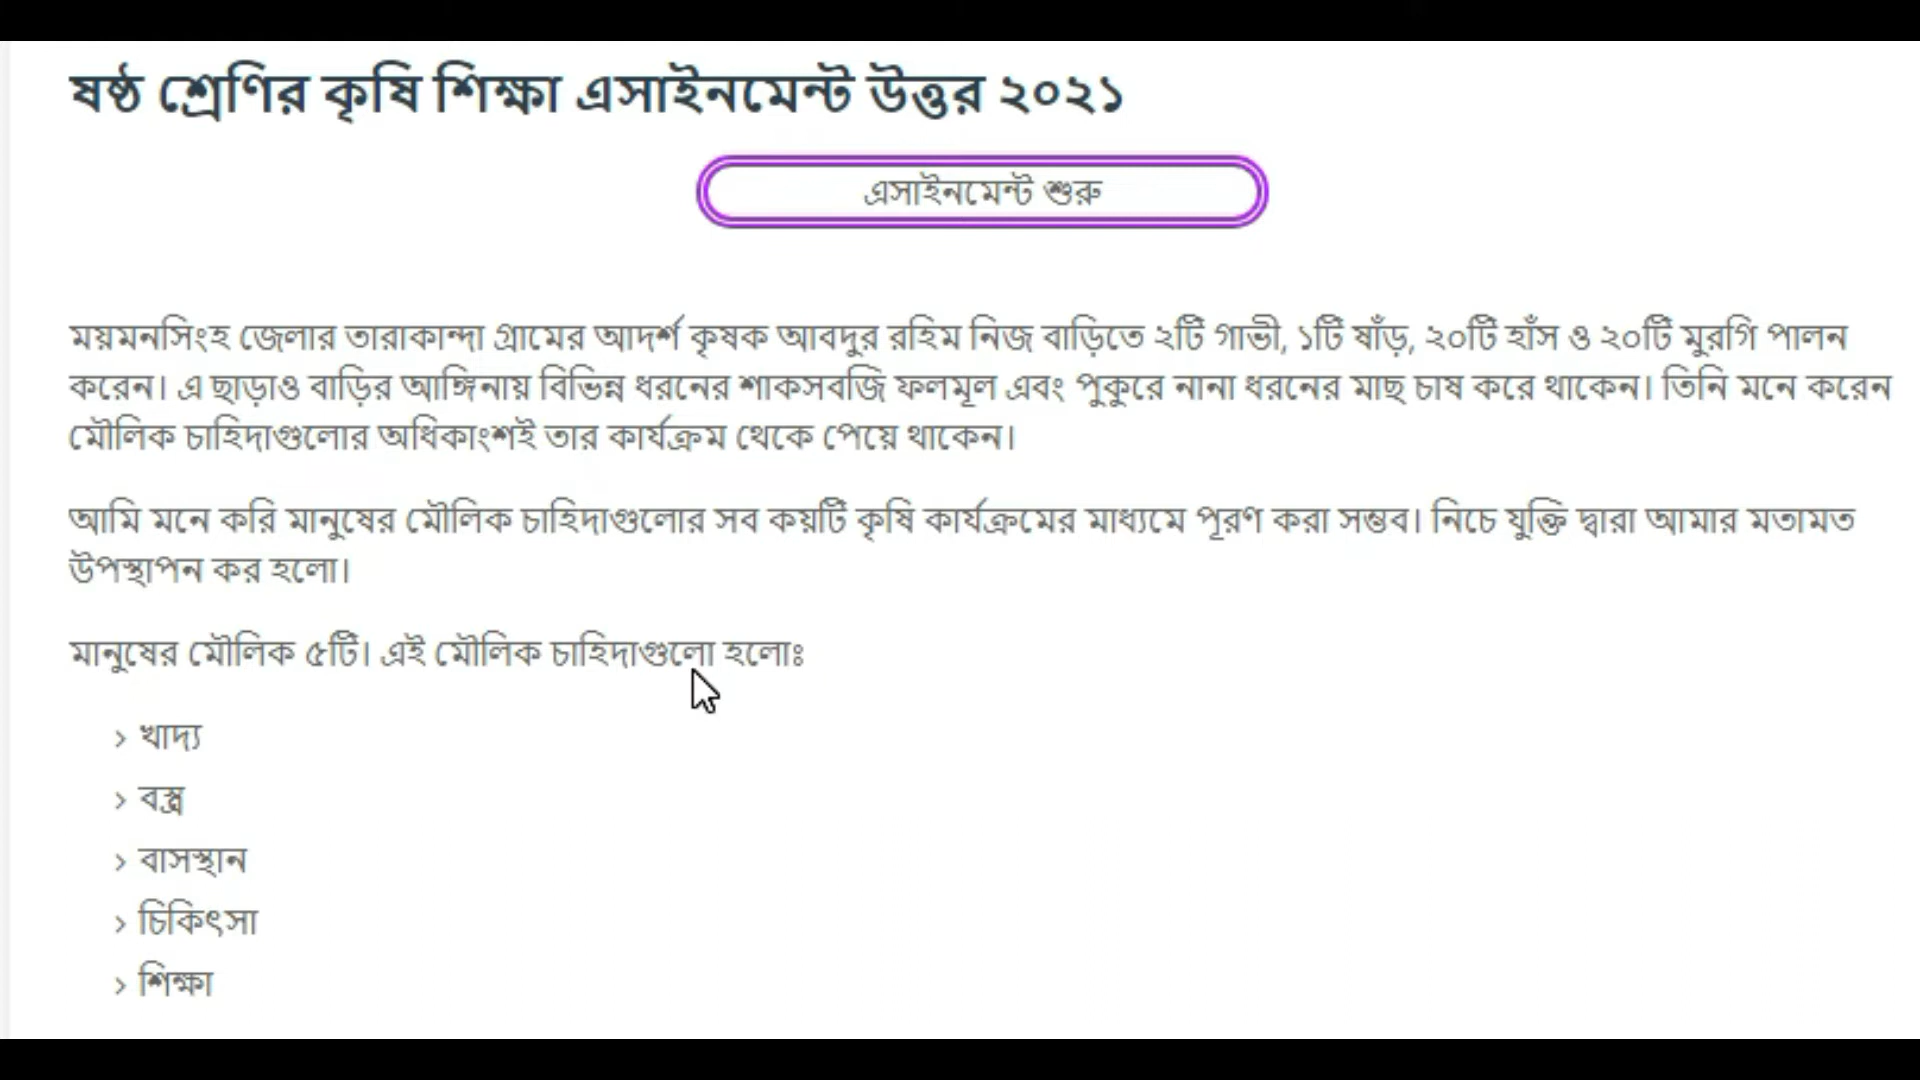 ষষ্ঠ শ্রেণির কৃষি শিক্ষা এসাইনমেন্ট উত্তর ২০২১
এসাইনমেন্ট শুরু
ময়মনসিংহ জেলার তারাকান্দা গ্রামের আদর্শ কৃষক আবদুর রহিম নিজ বাড়িতে ২টি গাভী, ১টি ষাঁড়, ২০টি হাঁস ও ২০টি মুরগি পালন
করেন। এ ছাড়াও বাড়ির আঙ্গিনায় বিভিন্ন ধরনের শাকসবজি ফলমূল এবং পুকুরে নানা ধরনের মাছ চাষ করে থাকেন। তিনি মনে করেন
মৌলিক চাহিদাগুলোর অধিকাংশই তার কার্যক্রম থেকে পেয়ে থাকেন।
আমি মনে করি মানুষের মৌলিক চাহিদাগুলোর সব কয়টি কৃষি কার্যক্রমের মাধ্যমে পূরণ করা সম্ভব। নিচে যুক্তি দ্বারা আমার মতামত
উপস্থাপন কর হলো।
মানুষের মৌলিক ৫টি। এই মৌলিক চাহিদাগুলো হলোঃ
› খাদ্য
› বস্ত্র
› বাসস্থান
› চিকিৎসা
› শিক্ষা